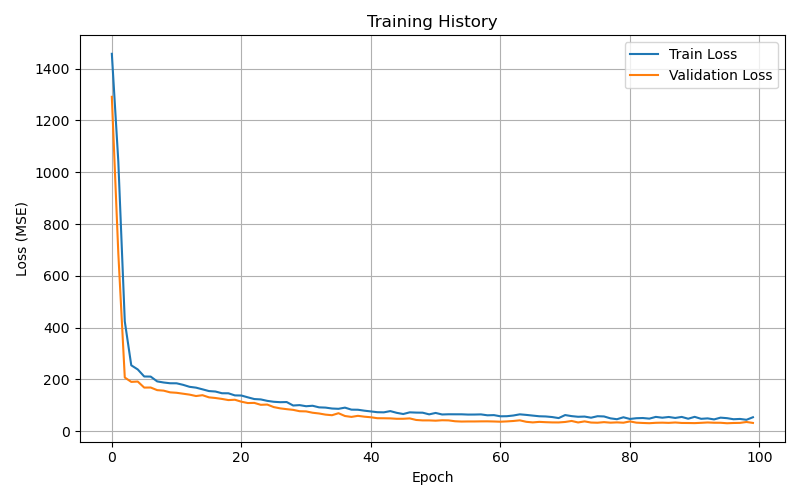 Training History
Train Loss
Validation Loss
Loss (MSE)
1400
1200
1000
800
600
400
200
0
0 20 40 60 80 100
Epoch